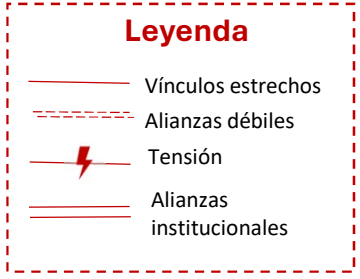 Leyenda
Vínculos estrechos
Alianzas débiles
Tensión
Alianzas
institucionales